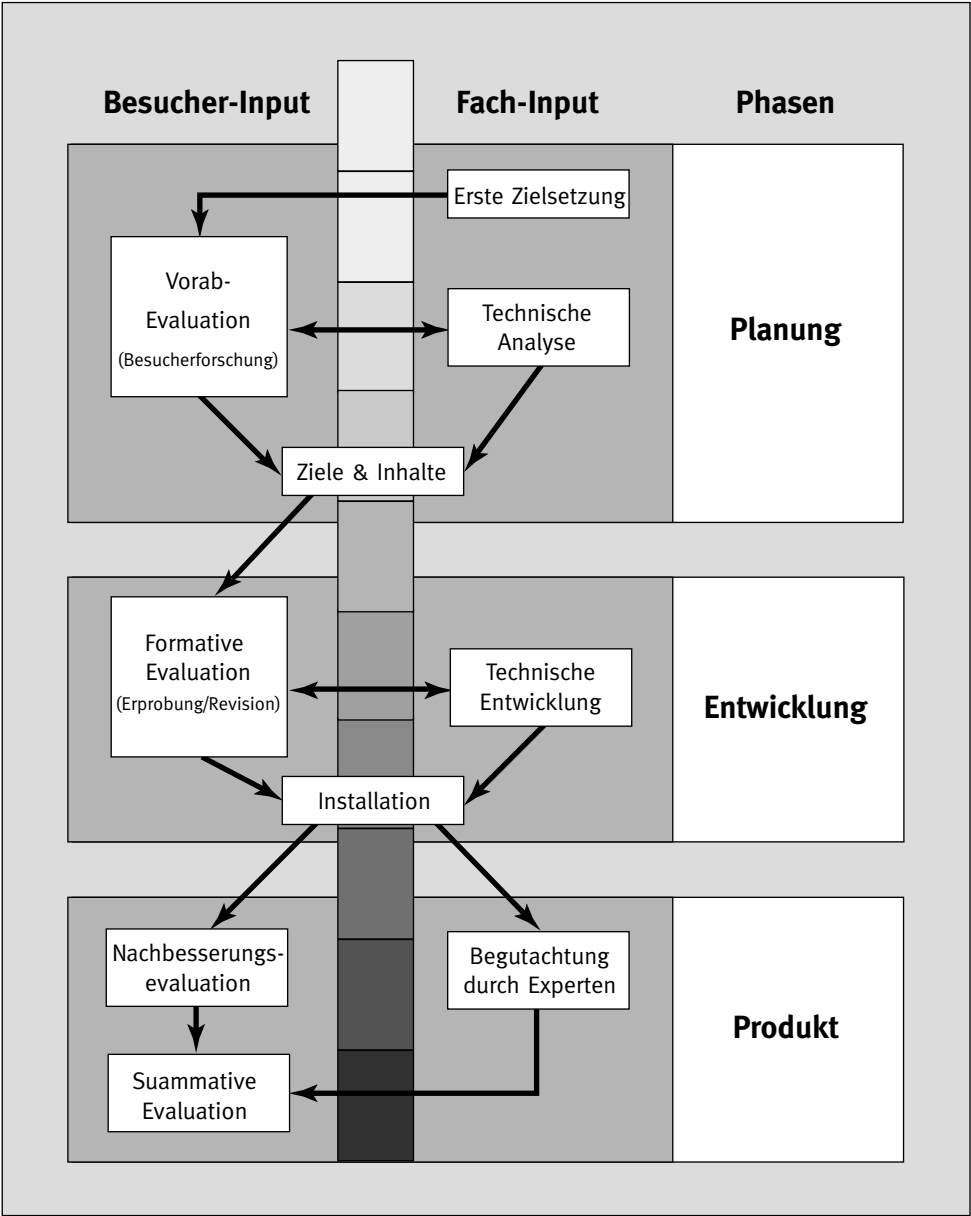 Besucher-Input
Fach-Input
Phasen
Erste Zielsetzung
Vorab-
Evaluation
(Besucherforschung)
Technische
Analyse
Planung
Ziele & Inhalte
Formative
Evaluation
(Erprobung/Revision)
Technische
Entwicklung
Entwicklung
Installation
Nachbesserungs-
evaluation
Begutachtung
durch Experten
Produkt
Suammative
Evaluation